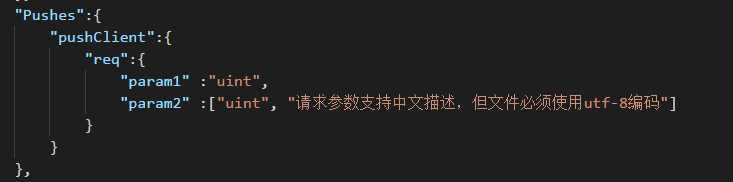 "Pushes":{
"pushClient":{
"req":{
"param1" :"uint",
"param2" :["uint", "请求参数支持中文描述，但文件必须使用utf-8编码"]
}
}
},